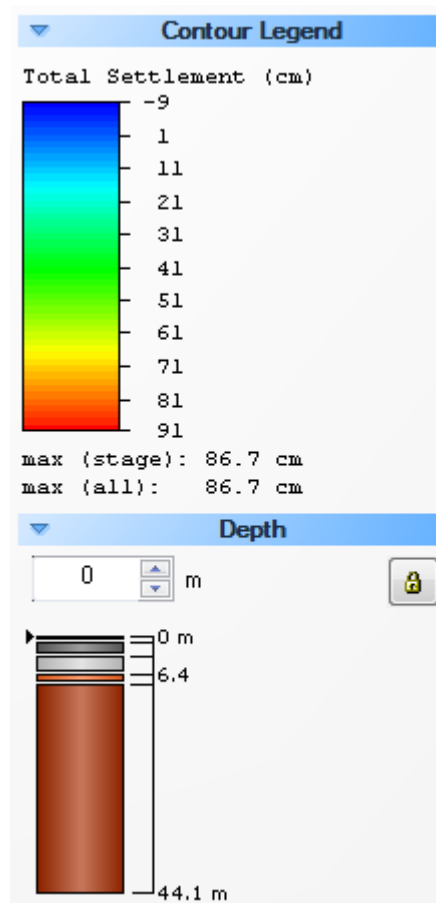 Contour Legend
Total Settlement (cm)
-9
1
11
21
31
41
51
61
71
81
91
max (stage): 86.7 cm
max (all): 86.7 cm
Depth
0 m
0 m
6.4
44.1 m